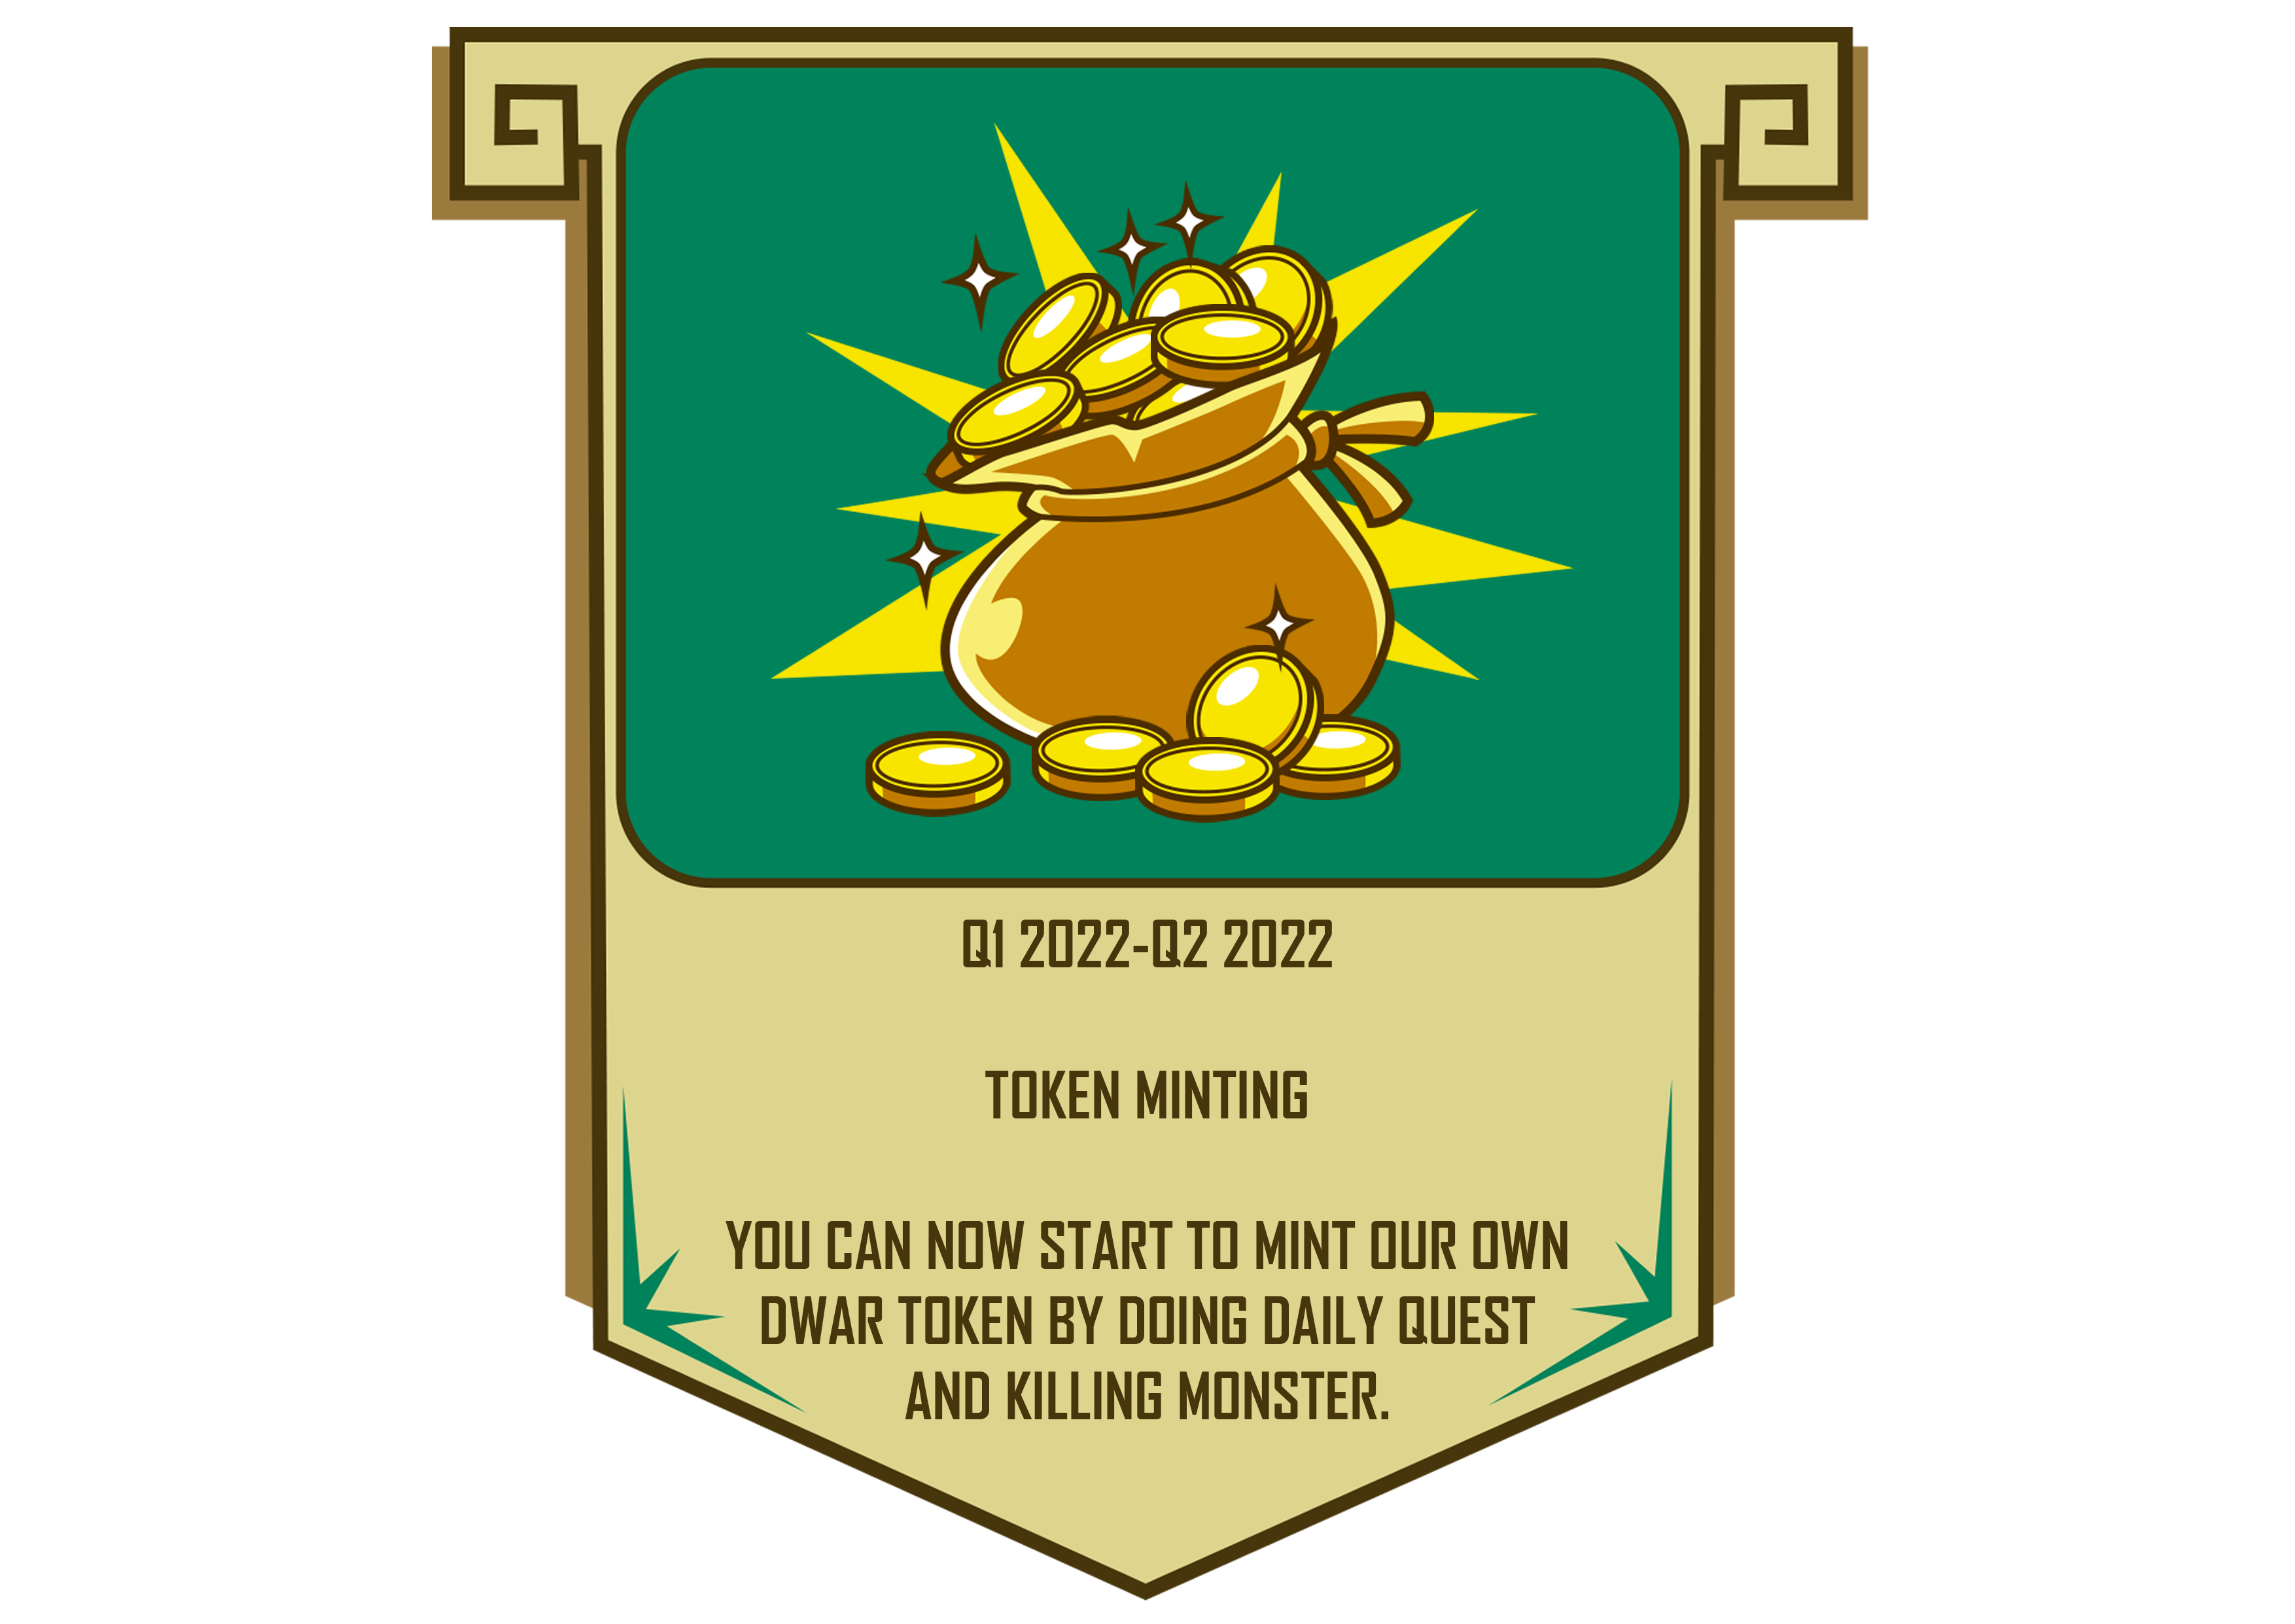 Q1 2022-Q2 2022
TOKEN MINTING
YOU CAN NOW START TO MINT OUR OWN
DWAR TOKEN BY DOING DAILY QUEST
AND KILLING MONSTER.